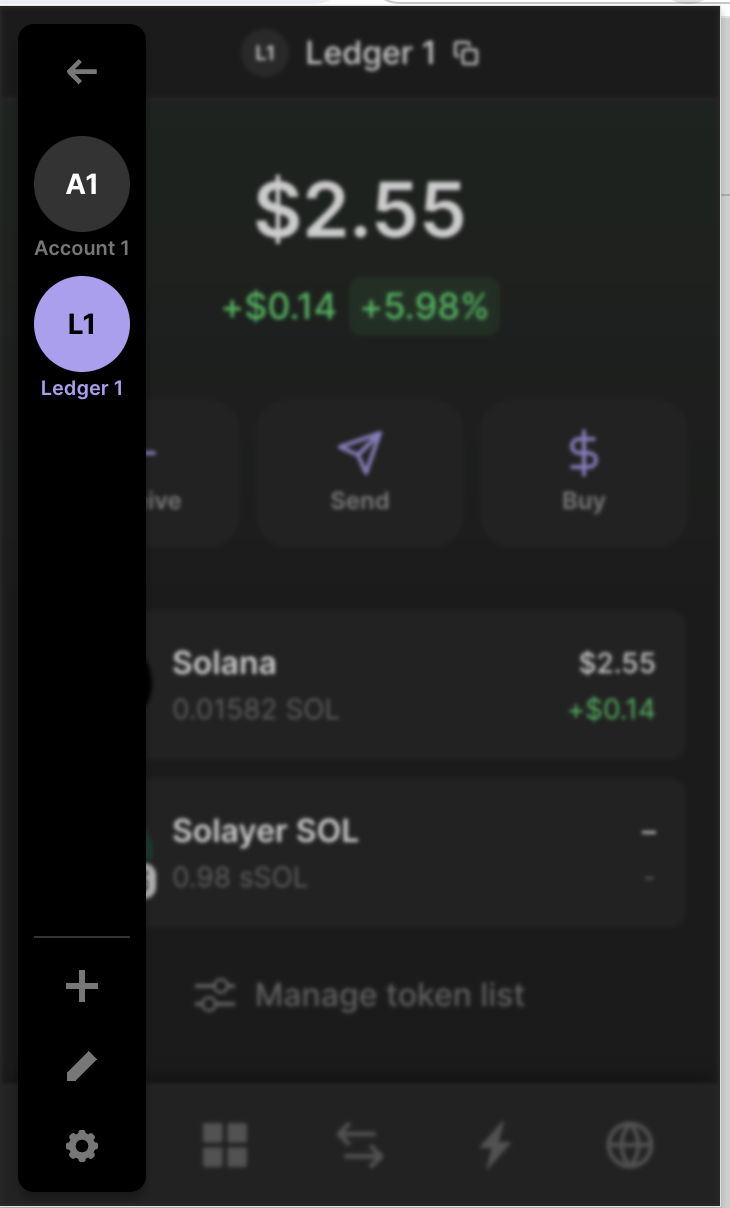 L1 Ledger 1
A1
Account 1
L1
Ledger 1
$2.55
+$0.14 +5.98%
ive
Send
Buy
Solana
$2.55
0.01582 SOL
+$0.14
Solayer SOL
–
0.98 sSOL
-
Manage token list